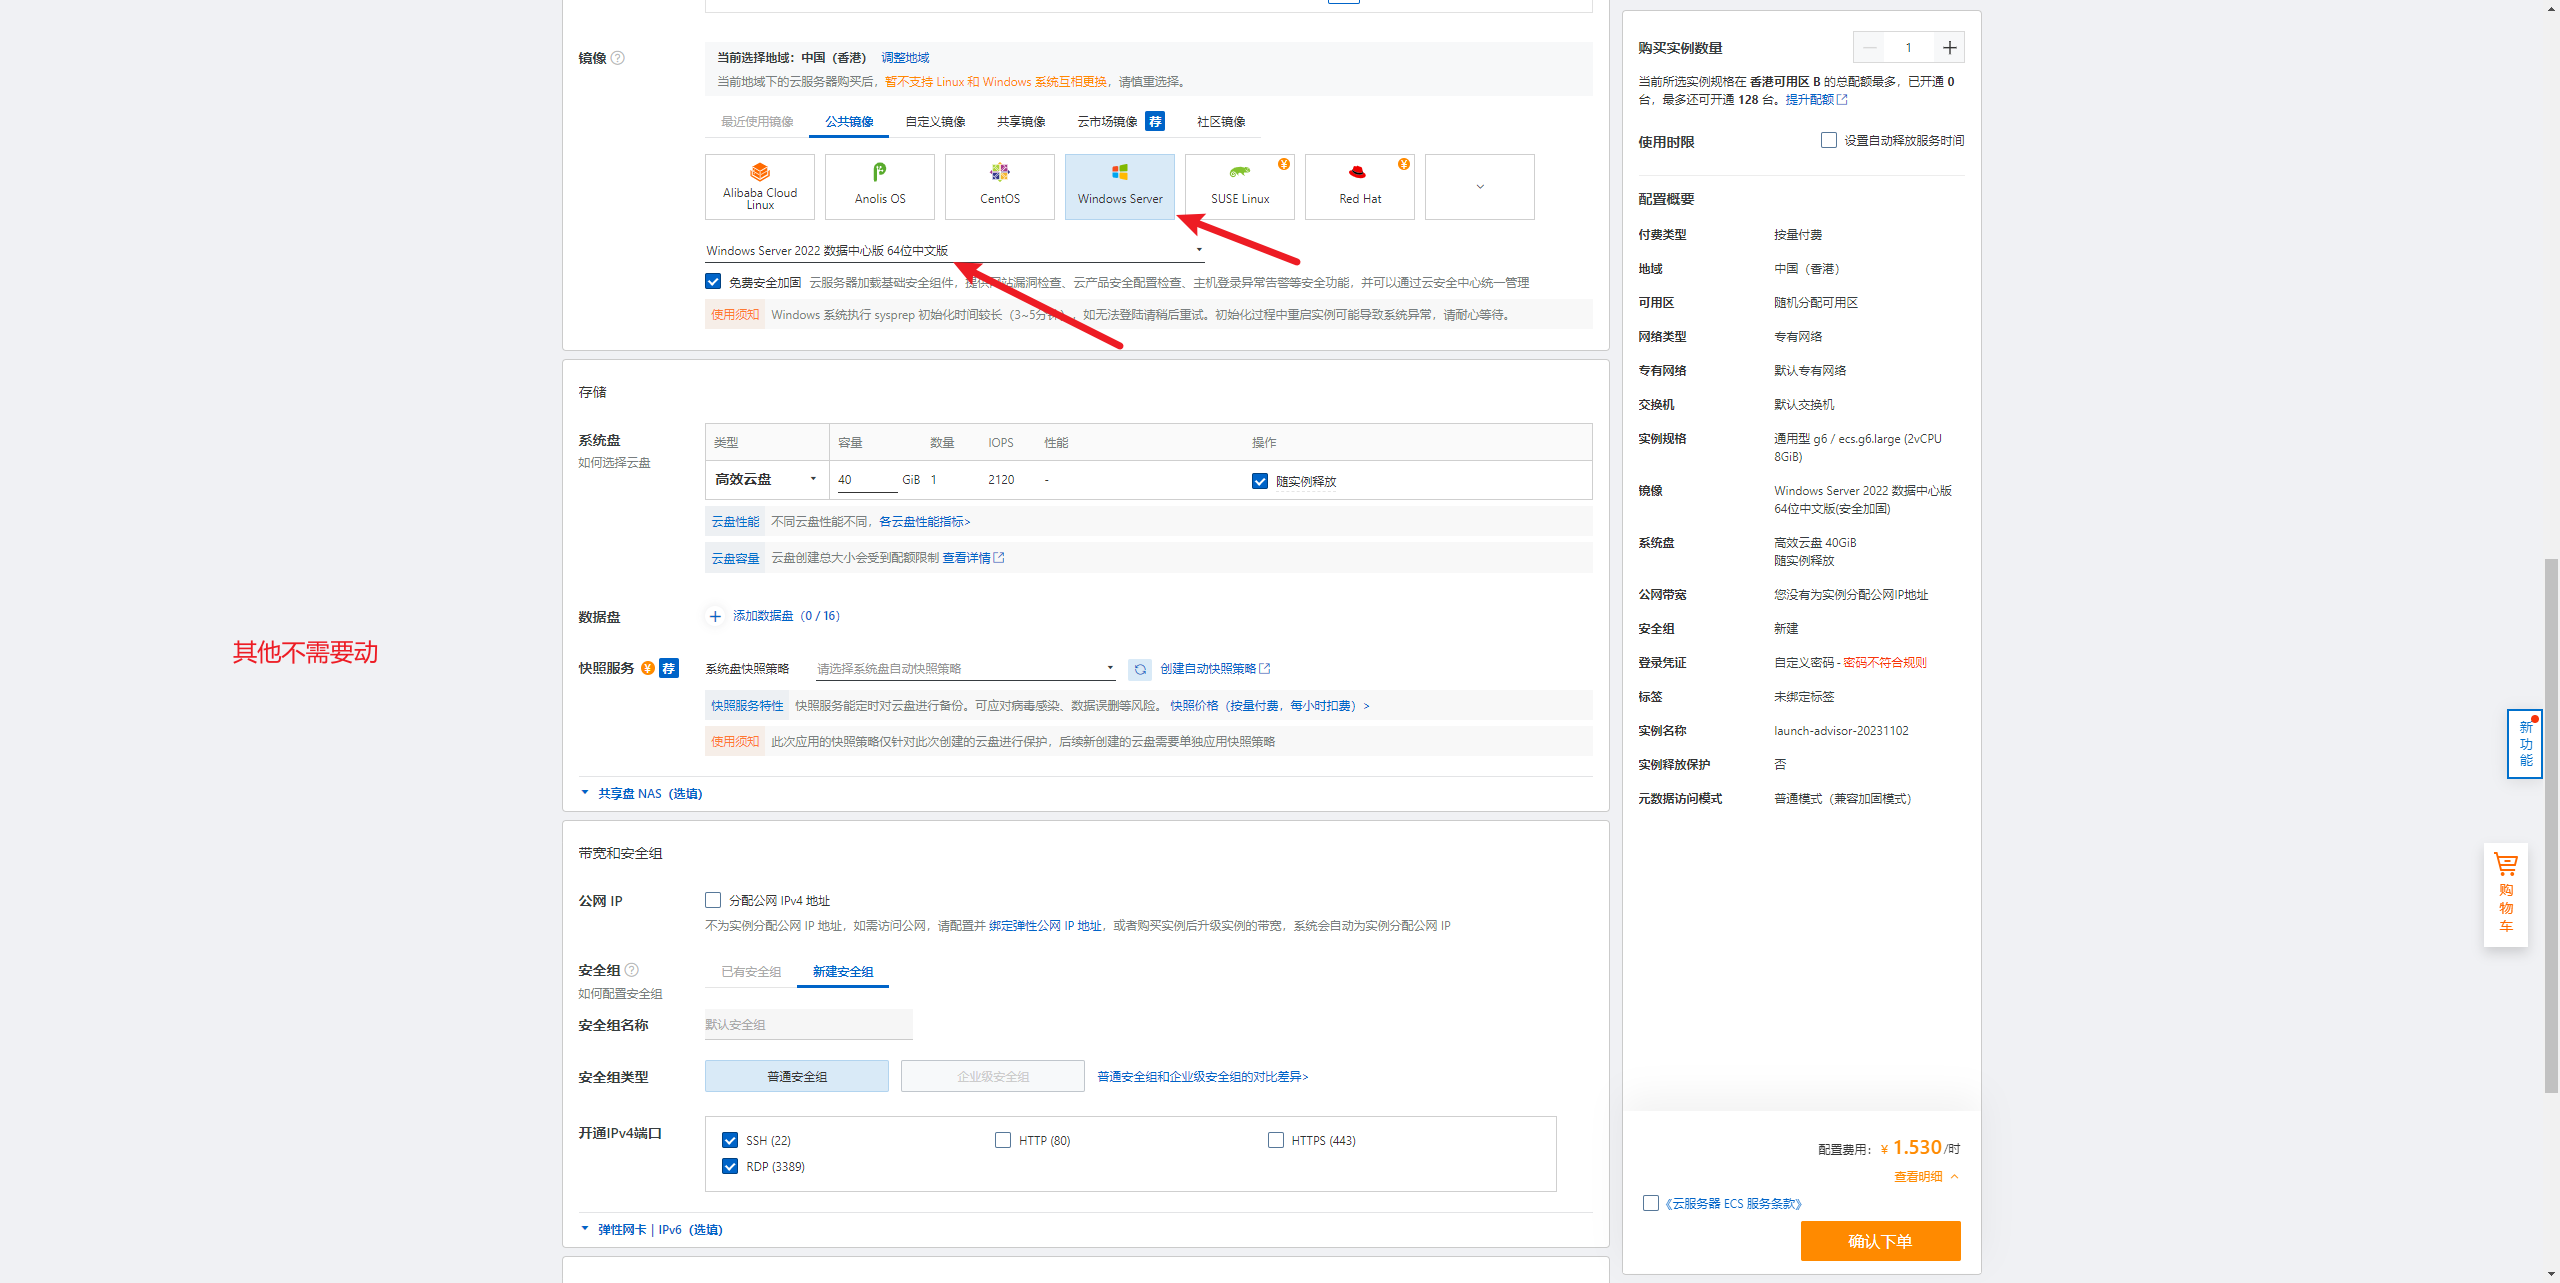 镜像
当前选择地域：中国（香港） 调整地域
当前地域下的云服务器购买后，暂不支持 Linux 和 Windows 系统互相更换，请慎重选择。
最近使用镜像 公共镜像 自定义镜像 共享镜像 云市场镜像 荐 社区镜像
Alibaba Cloud Linux
Anolis OS
CentOS
Windows Server
SUSE Linux
Red Hat
Windows Server 2022 数据中心版 64位中文版
免费安全加固 云服务器加载基础安全组件，提供网站漏洞检查、云产品安全配置检查、主机登录异常告警等安全功能，并可以通过云安全中心统一管理
使用须知 Windows 系统执行 sysprep 初始化时间较长（3~5分钟），如无法登陆请稍后重试。初始化过程中重启实例可能导致系统异常，请耐心等待。
存储
系统盘
如何选择云盘
类型 容量 数量 IOPS 性能 操作
高效云盘 40 GiB 1 2120 - 随实例释放
云盘性能 不同云盘性能不同，各云盘性能指标>
云盘容量 云盘创建总大小会受到配额限制 查看详情
数据盘 添加数据盘（0 / 16）
其他不需要动
快照服务 ¥ 荐 系统盘快照策略 请选择系统盘自动快照策略 创建自动快照策略
快照服务特性 快照服务能定时对云盘进行备份。可应对病毒感染、数据误删等风险。 快照价格（按量付费，每小时扣费） >
使用须知 此次应用的快照策略仅针对此次创建的云盘进行保护，后续新创建的云盘需要单独应用快照策略
共享盘 NAS（选填）
带宽和安全组
公网 IP 分配公网 IPv4 地址
不为实例分配公网 IP 地址，如需访问公网，请配置并 绑定弹性公网 IP 地址，或者购买实例后升级实例的带宽，系统会自动为实例分配公网 IP
安全组 已有安全组 新建安全组
如何配置安全组
安全组名称 默认安全组
安全组类型 普通安全组 企业级安全组 普通安全组和企业级安全组的对比差异>
开通IPv4端口
SSH (22) HTTP (80) HTTPS (443)
RDP (3389)
弹性网卡 | IPv6（选填）
购买实例数量 1
当前所选实例规格在 香港可用区 B 的总配额最多，已开通 0
台，最多还可开通 128 台。提升配额
使用时限 设置自动释放服务时间
配置概要
付费类型 按量付费
地域 中国（香港）
可用区 随机分配可用区
网络类型 专有网络
专有网络 默认专有网络
交换机 默认交换机
实例规格 通用型 g6 / ecs.g6.large (2vCPU
8GiB)
镜像 Windows Server 2022 数据中心版
64位中文版(安全加固)
系统盘 高效云盘 40GiB
随实例释放
公网带宽 您没有为实例分配公网IP地址
安全组 新建
登录凭证 自定义密码 - 密码不符合规则
标签 未绑定标签
实例名称 launch-advisor-20231102
实例释放保护 否
元数据访问模式 普通模式（兼容加固模式）
配置费用： ¥ 1.530 /时
查看明细
《云服务器 ECS 服务条款》
确认下单
新功能
购物车